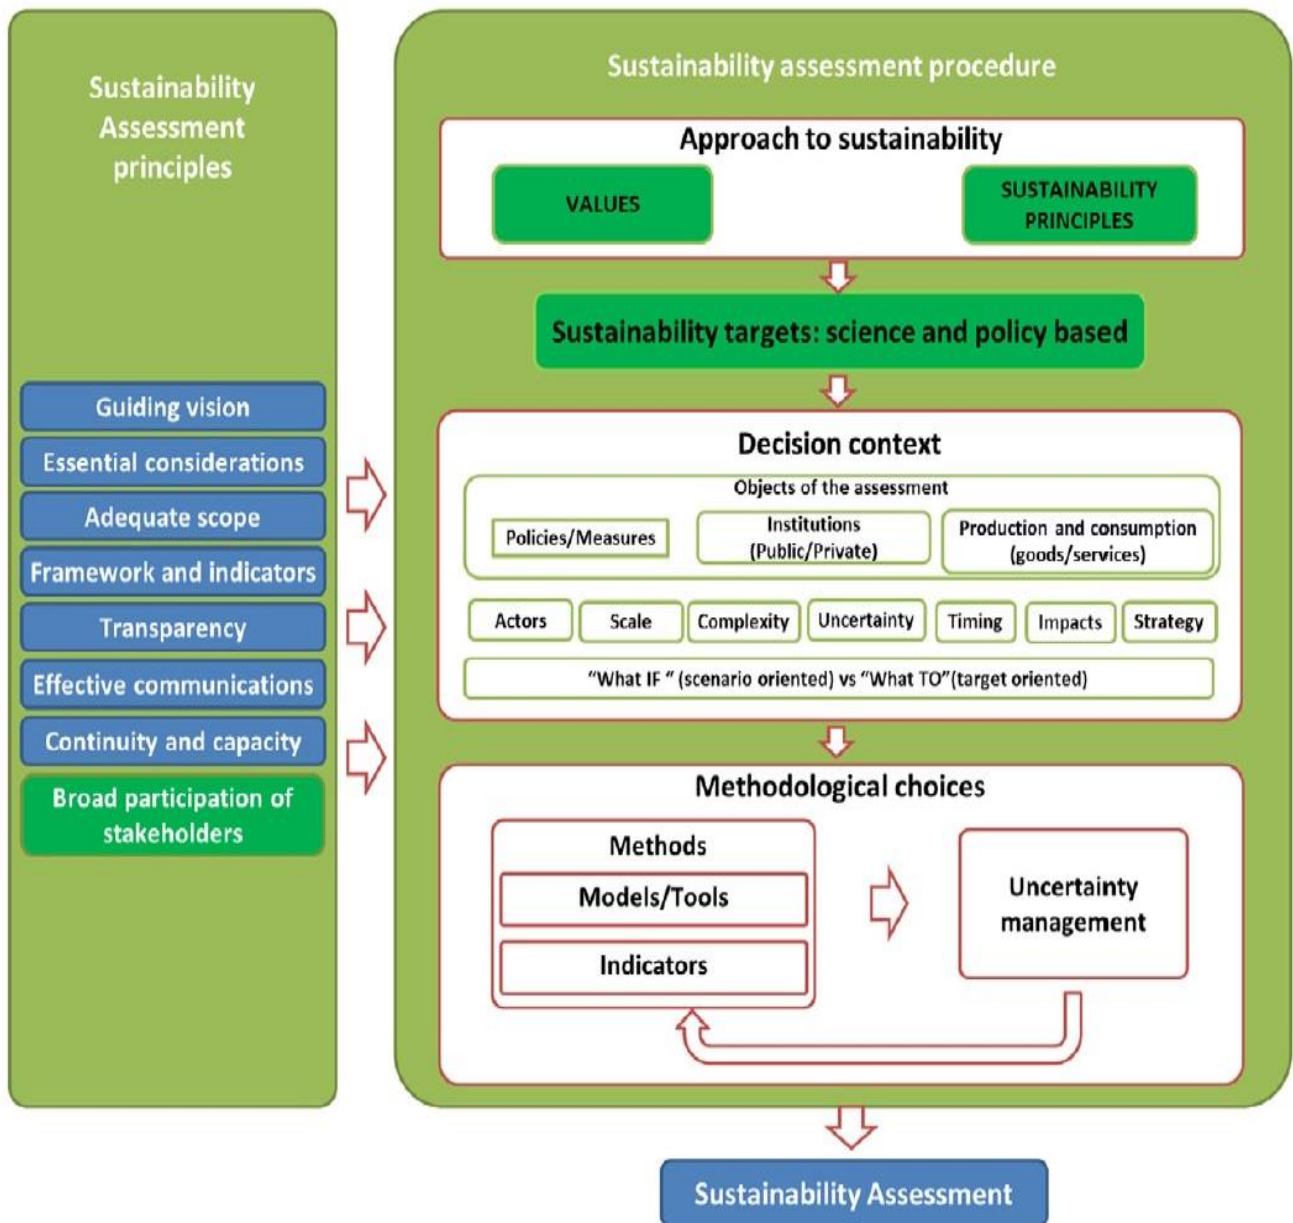 Sustainability
Assessment
principles
Guiding vision
Essential considerations
Adequate scope
Framework and indicators
Transparency
Effective communications
Continuity and capacity
Broad participation of
stakeholders
Sustainability assessment procedure
Approach to sustainability
VALUES
SUSTAINABILITY
PRINCIPLES
Sustainability targets: science and policy based
Decision context
Objects of the assessment
Policies/Measures
Institutions
(Public/Private)
Production and consumption
(goods/services)
Actors
Scale
Complexity
Uncertainty
Timing
Impacts
Strategy
“What IF “ (scenario oriented) vs “What TO”(target oriented)
Methodological choices
Methods
Models/Tools
Indicators
Uncertainty
management
Sustainability Assessment